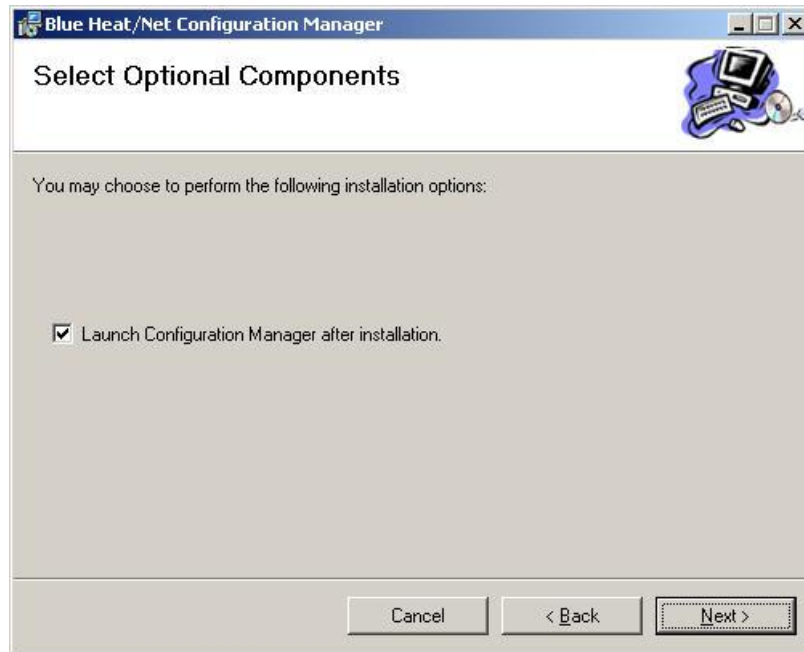 Blue Heat/Net Configuration Manager
Select Optional Components
You may choose to perform the following installation options:
Launch Configuration Manager after installation.
Cancel
< Back
Next >